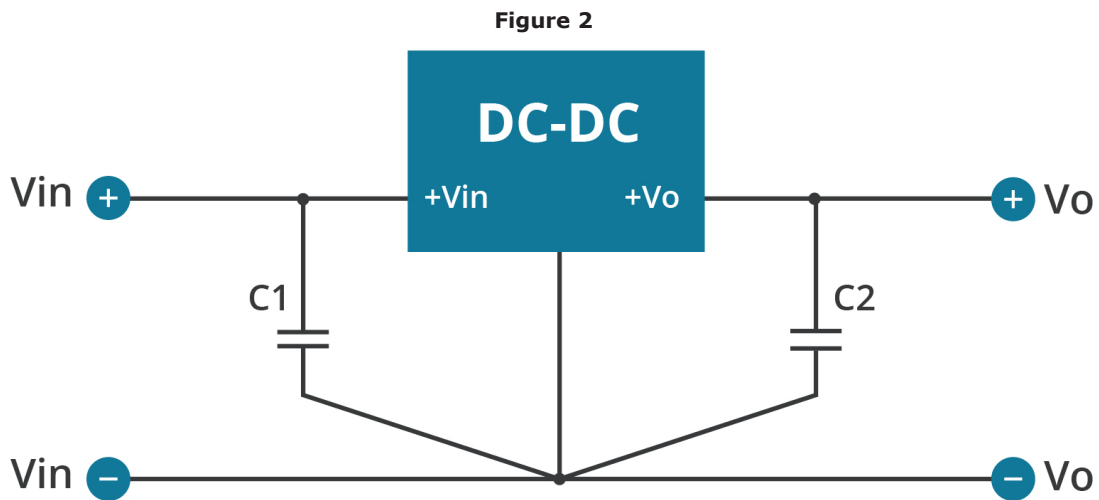 Figure 2
DC-DC
Vin + +Vin +Vo + Vo
C1 C2
Vin − − Vo